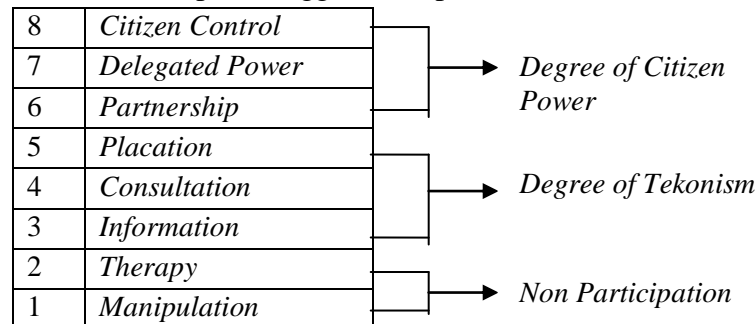 8 Citizen Control
7 Delegated Power
6 Partnership
Degree of Citizen
Power
5 Placation
4 Consultation
3 Information
Degree of Tekonism
2 Therapy
1 Manipulation
Non Participation